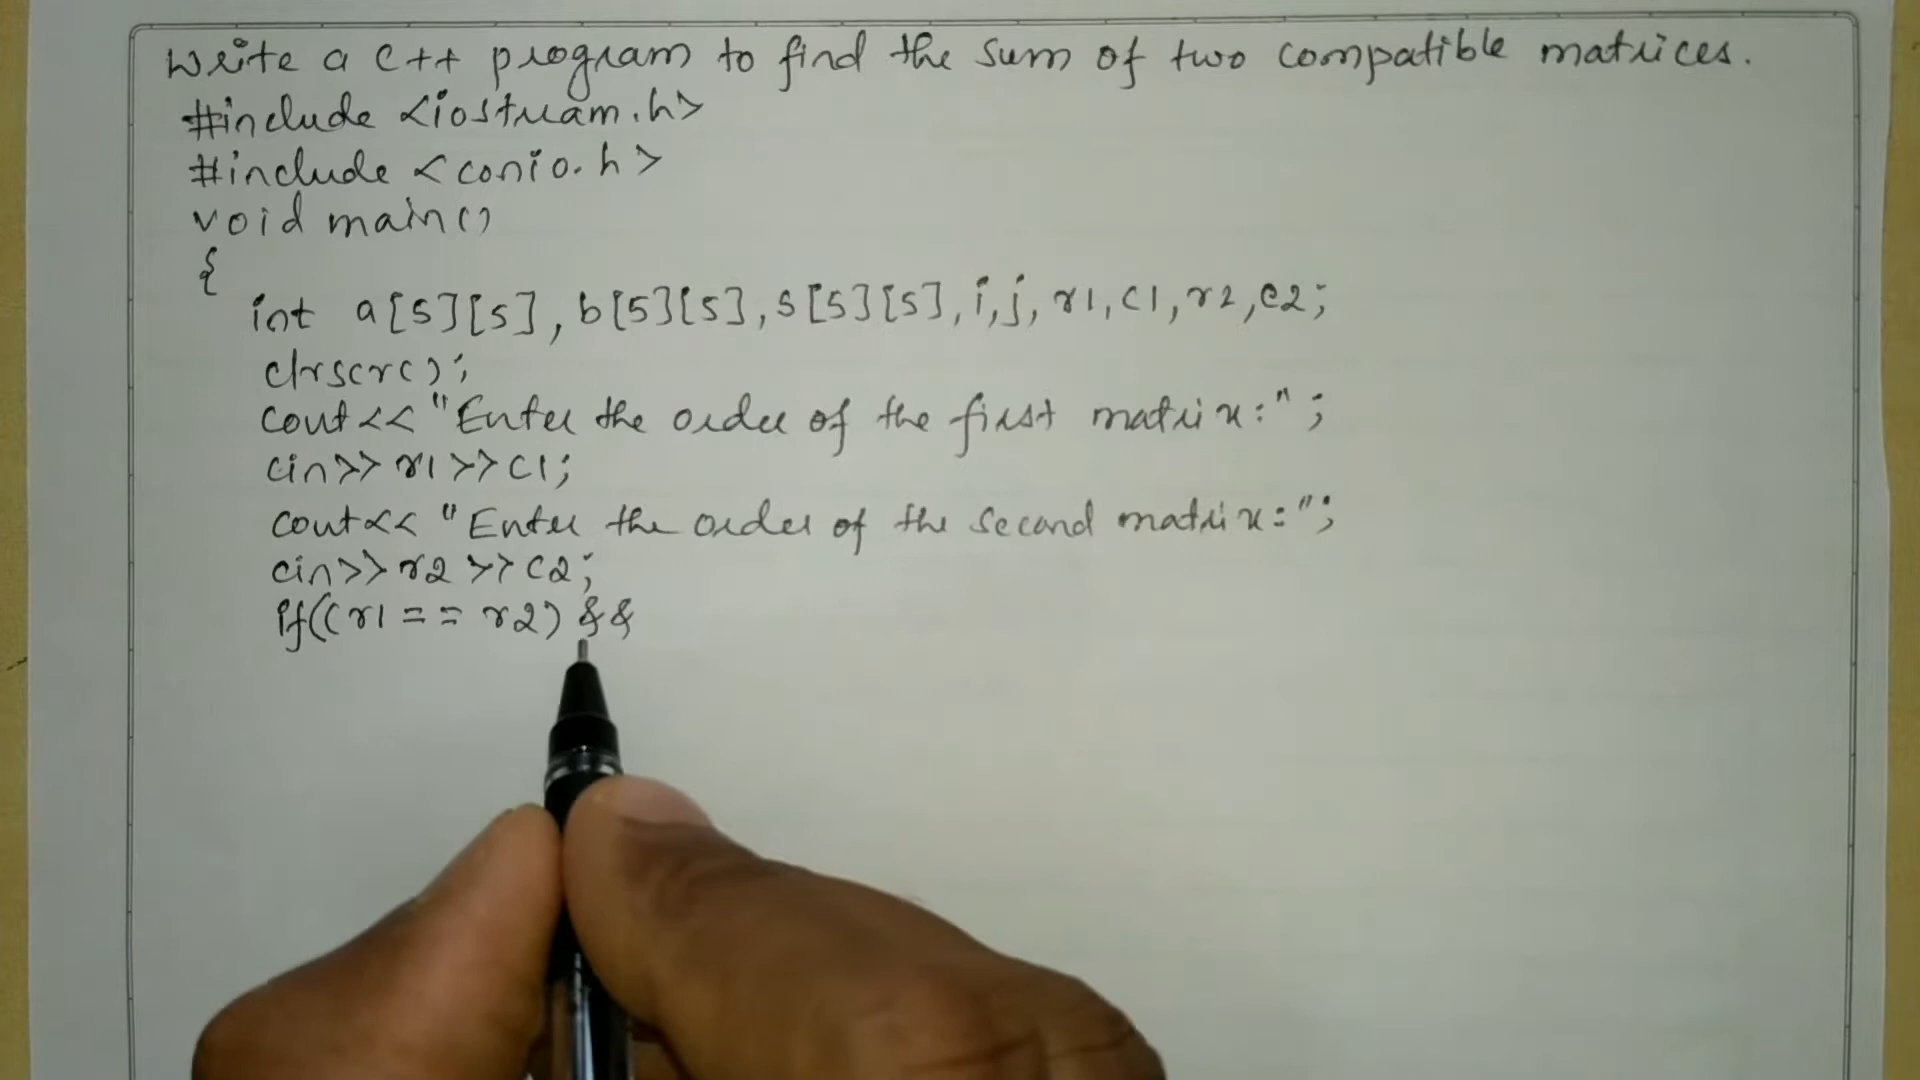 Write a C++ program to find the sum of two compatible matrices.
#include <iostream.h>
#include <conio.h>
void main()
{
int a[5][5], b[5][5], s[5][5], i,j, r1, c1, r2, c2;
clrscr();
cout<< "Enter the order of the first matrix:" ;
cin>> r1 >> c1;
cout<< "Enter the order of the second matrix:";
cin>> r2 >> c2;
if((r1 == r2) &&